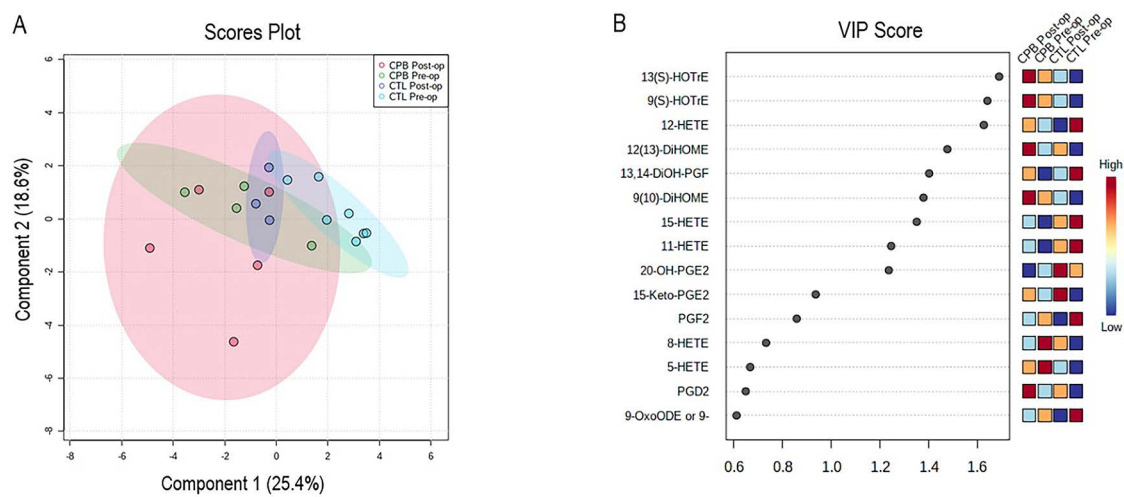 A
Scores Plot
CPB Post-op
CPB Pre-op
CTL Post-op
CTL Pre-op
6
4
2
0
-2
-4
-6
-8
Component 2 (18.6%)
-8 -6 -4 -2 0 2 4 6
Component 1 (25.4%)
B
VIP Score
CPB Post-op
CPB Pre-op
CTL Post-op
CTL Pre-op
13(S)-HOTrE
9(S)-HOTrE
12-HETE
12(13)-DiHOME
13,14-DiOH-PGF
9(10)-DiHOME
15-HETE
11-HETE
20-OH-PGE2
15-Keto-PGE2
PGF2
8-HETE
5-HETE
PGD2
9-OxoODE or 9-
0.6 0.8 1.0 1.2 1.4 1.6
High
Low